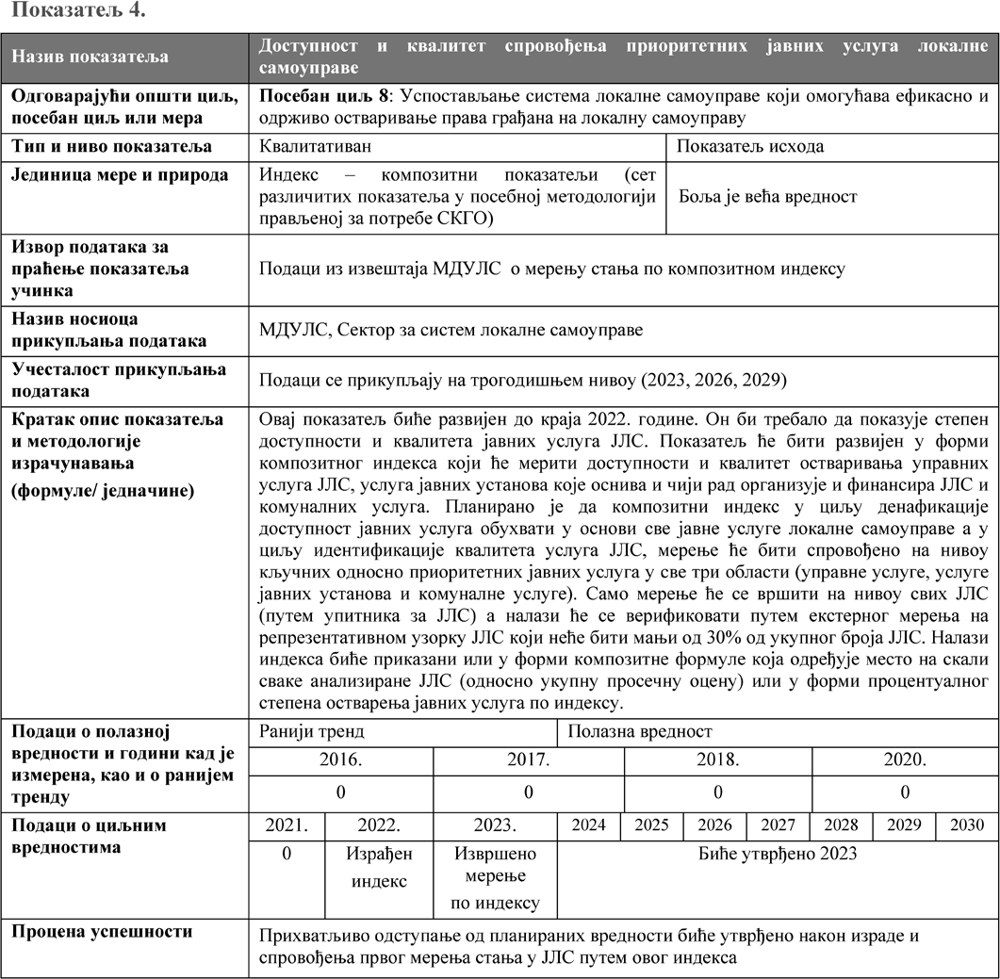 Показатељ 4.
Назив показатеља
Доступност и квалитет спровођења приоритетних јавних услуга локалне
самоуправе
Одговарајући општи циљ,
посебан циљ или мера
Посебан циљ 8: Успостављање система локалне самоуправе који омогућава ефикасно и
одрживо остваривање права грађана на локалну самоуправу
Тип и ниво показатеља
Квалитативан
Показатељ исхода
Јединица мере и природа
Индекс – композитни показатељи (сет
различитих показатеља у посебној методологији
прављеној за потребе СКГО)
Боља је већа вредност
Извор података за
праћење показатеља
учинка
Подаци из извештаја МДУЛС о мерењу стања по композитном индексу
Назив носиоца
прикупљања података
МДУЛС, Сектор за систем локалне самоуправе
Учесталост прикупљања
података
Подаци се прикупљају на трогодишњем нивоу (2023, 2026, 2029)
Кратак опис показатеља
и методологије
израчунавања
(формуле/ једначине)
Овај показатељ биће развијен до краја 2022. године. Он би требало да показује степен
доступности и квалитета јавних услуга ЈЛС. Показатељ ће бити развијен у форми
композитног индекса који ће мерити доступности и квалитет остваривања управних
услуга ЈЛС, услуга јавних установа које оснива и чији рад организује и финансира ЈЛС и
комуналних услуга. Планирано је да композитни индекс у циљу денафикације
доступност јавних услуга обухвати у основи све јавне услуге локалне самоуправе а у
циљу идентификације квалитета услуга ЈЛС, мерење ће бити спровођено на нивоу
кључних односно приоритетних јавних услуга у све три области (управне услуге, услуге
јавних установа и комуналне услуге). Само мерење ће се вршити на нивоу свих ЈЛС
(путем упитника за ЈЛС) а налази ће се верификовати путем екстерног мерења на
репрезентативном узорку ЈЛС који неће бити мањи од 30% од укупног броја ЈЛС. Налази
индекса биће приказани или у форми композитне формуле која одређује место на скали
сваке анализиране ЈЛС (односно укупну просечну оцену) или у форми процентуалног
степена остварења јавних услуга по индексу.
Подаци о полазној
вредности и години кад је
измерена, као и о ранијем
тренду
Ранији тренд
Полазна вредност
2016.
2017.
2018.
2020.
0
0
0
0
Подаци о циљним
вредностима
2021.
2022.
2023.
2024
2025
2026
2027
2028
2029
2030
0
Израђен
индекс
Извршено
мерење
по индексу
Биће утврђено 2023
Процена успешности
Прихватљиво одступање од планираних вредности биће утврђено након израде и
спровођења првог мерења стања у ЈЛС путем овог индекса